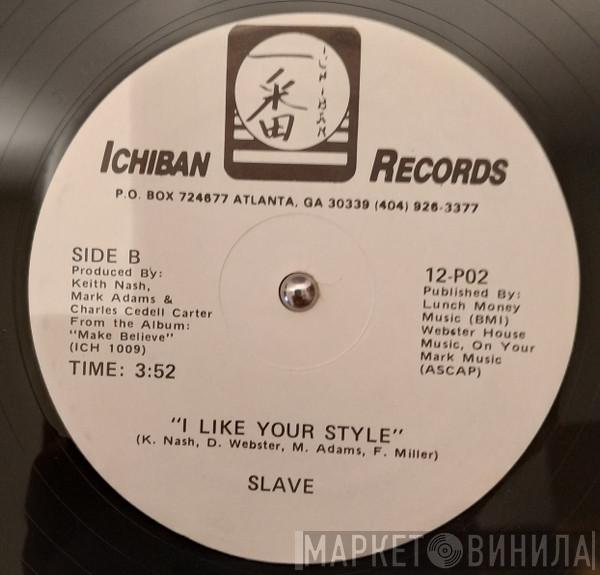 一番
ICHIBAN
ICHIBAN RECORDS
P.O. BOX 724677 ATLANTA, GA 30339 (404) 926-3377
SIDE B
Produced By:
Keith Nash,
Mark Adams &
Charles Cedell Carter
From the Album:
"Make Believe"
(ICH 1009)
TIME: 3:52
12-P02
Published By:
Lunch Money
Music (BMI)
Webster House
Music, On Your
Mark Music
(ASCAP)
"I LIKE YOUR STYLE"
(K. Nash, D. Webster, M. Adams, F. Miller)
SLAVE
МАРКЕТ ВИНИЛА